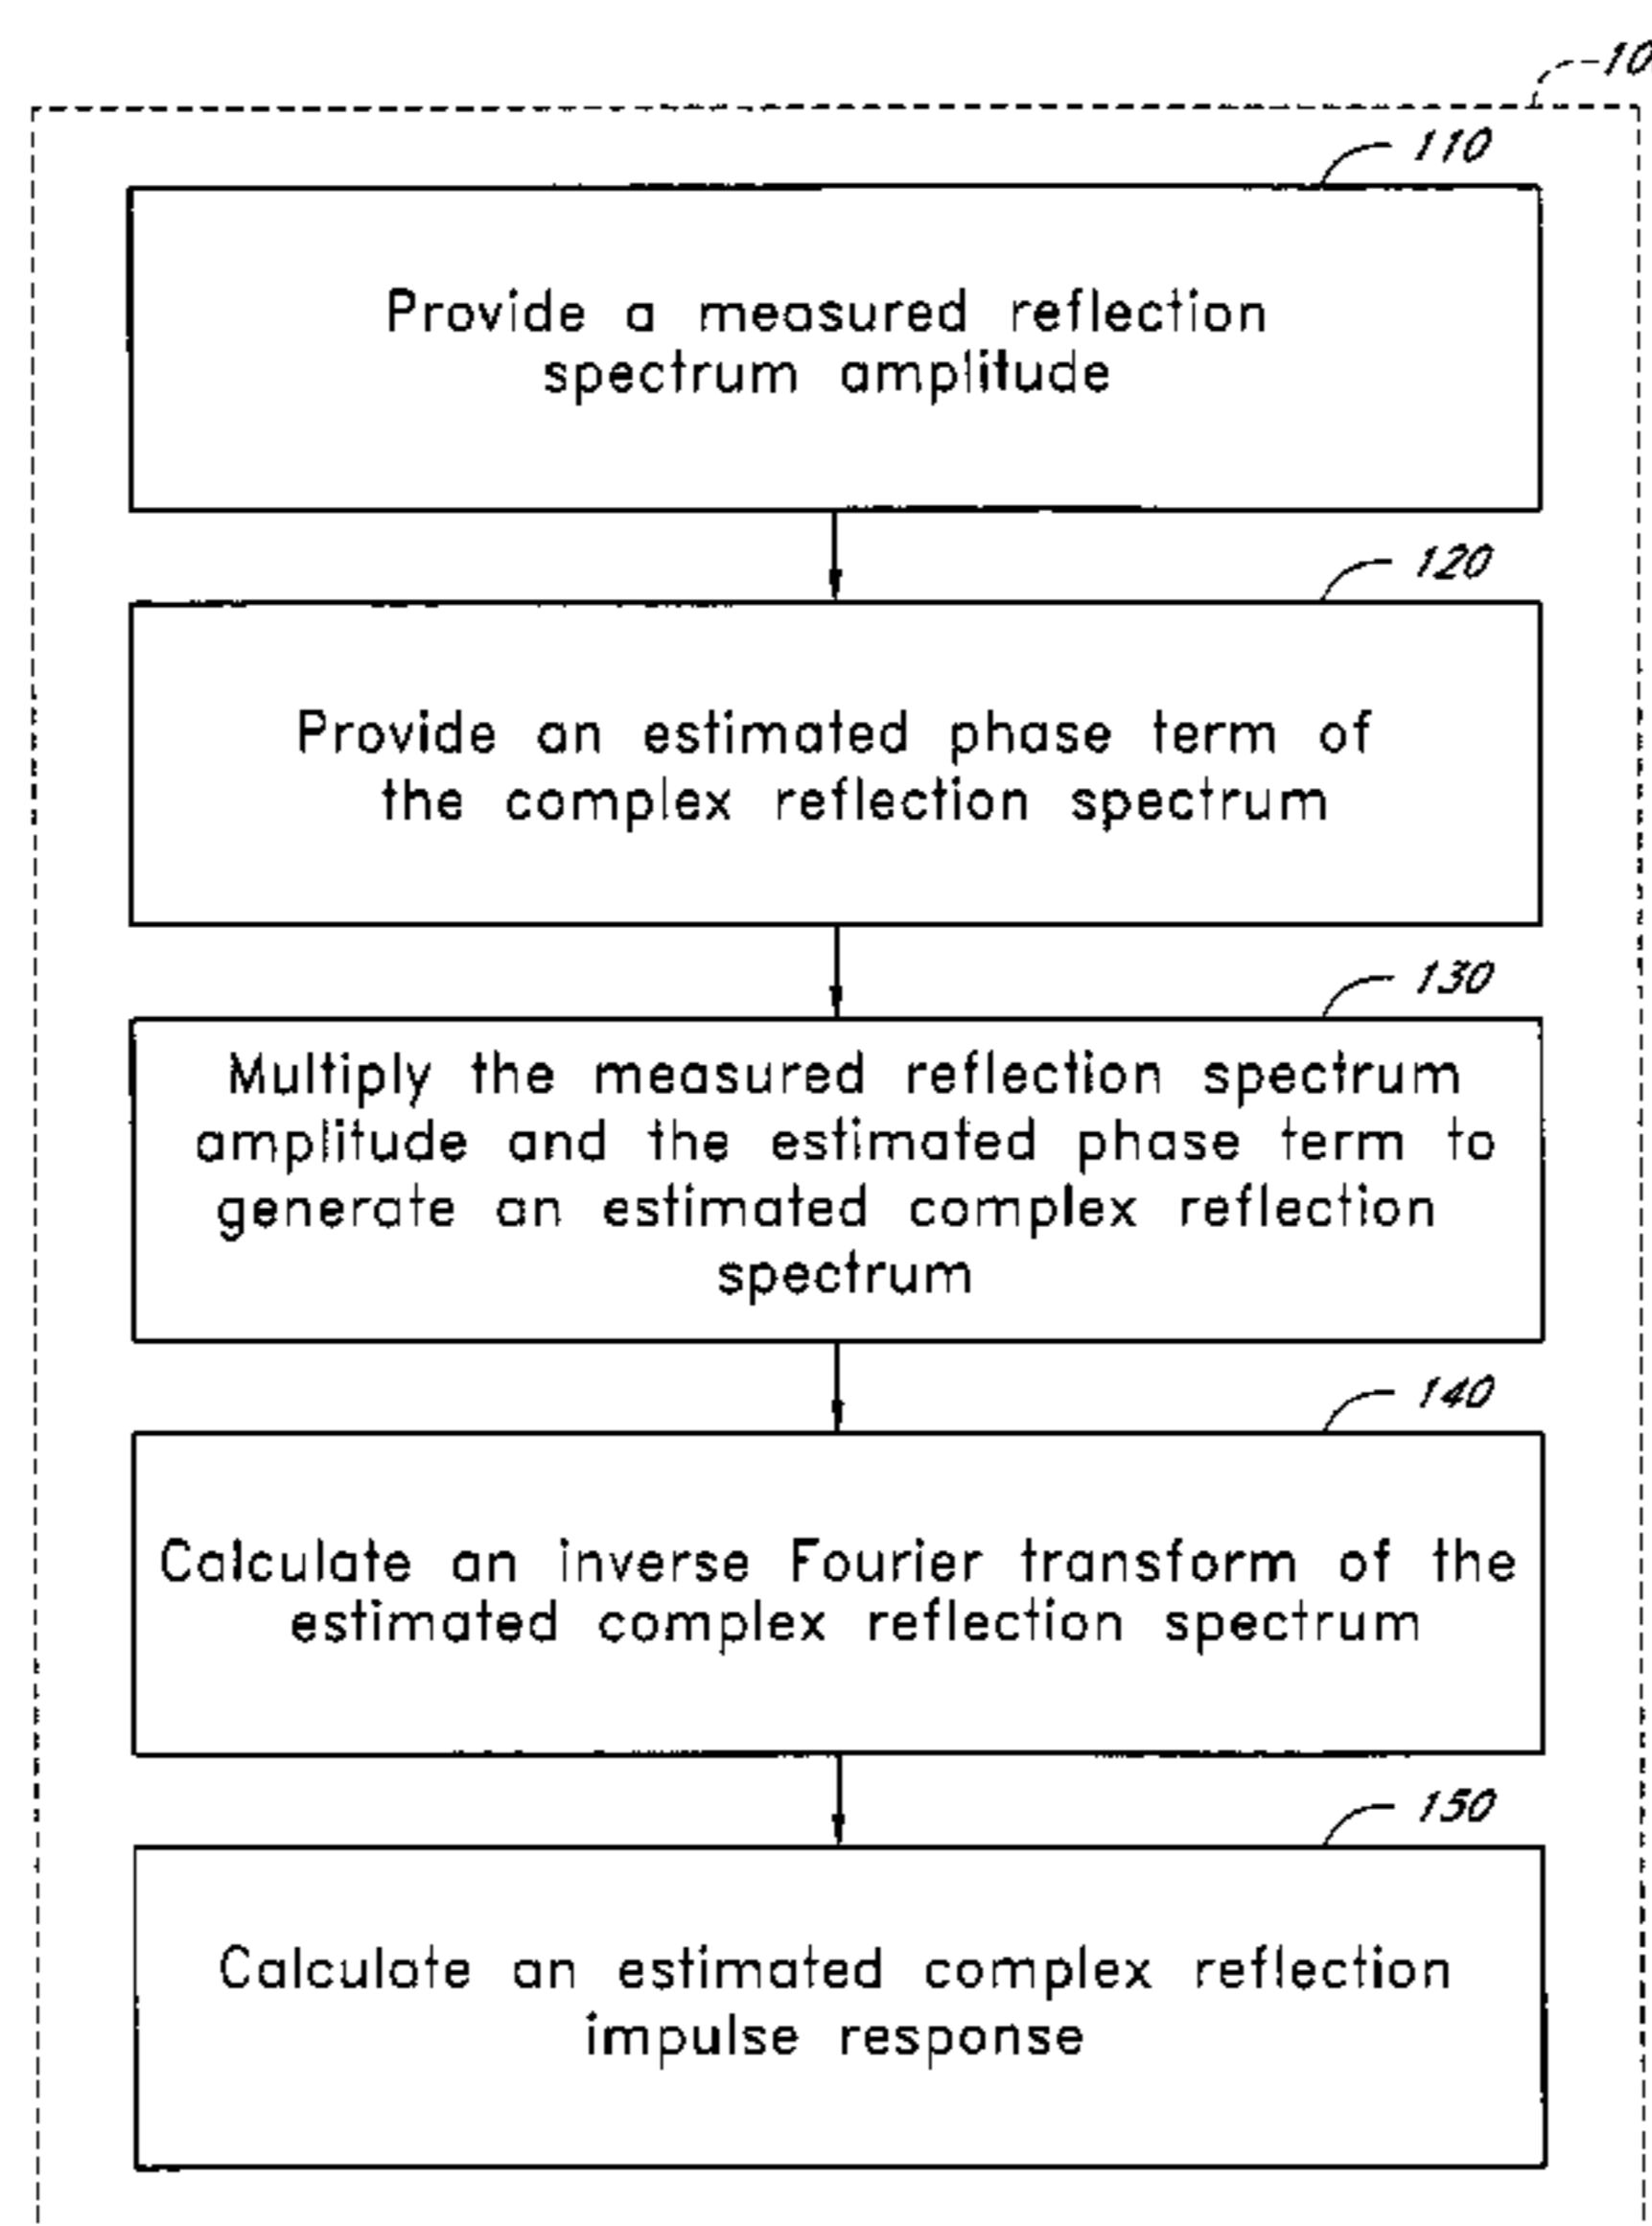 10
110
Provide a measured reflection
spectrum amplitude
120
Provide an estimated phase term of
the complex reflection spectrum
130
Multiply the measured reflection spectrum
amplitude and the estimated phase term to
generate an estimated complex reflection
spectrum
140
Calculate an inverse Fourier transform of the
estimated complex reflection spectrum
150
Calculate an estimated complex reflection
impulse response